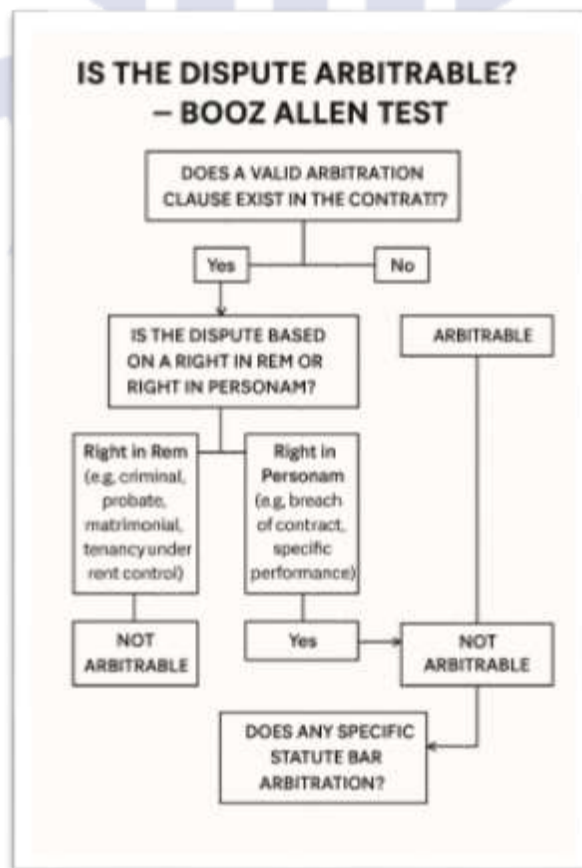 IS THE DISPUTE ARBITRABLE?
– BOOZ ALLEN TEST
DOES A VALID ARBITRATION
CLAUSE EXIST IN THE CONTRATI?
Yes
No
IS THE DISPUTE BASED
ON A RIGHT IN REM OR
RIGHT IN PERSONAM?
ARBITRABLE
Right in Rem
(e.g, criminal,
probate,
matrimonial,
tenancy under
rent control)
Right in
Personam
(e.g, breach
of contract,
specific
performance)
NOT
ARBITRABLE
Yes
NOT
ARBITRABLE
DOES ANY SPECIFIC
STATUTE BAR
ARBITRATION?